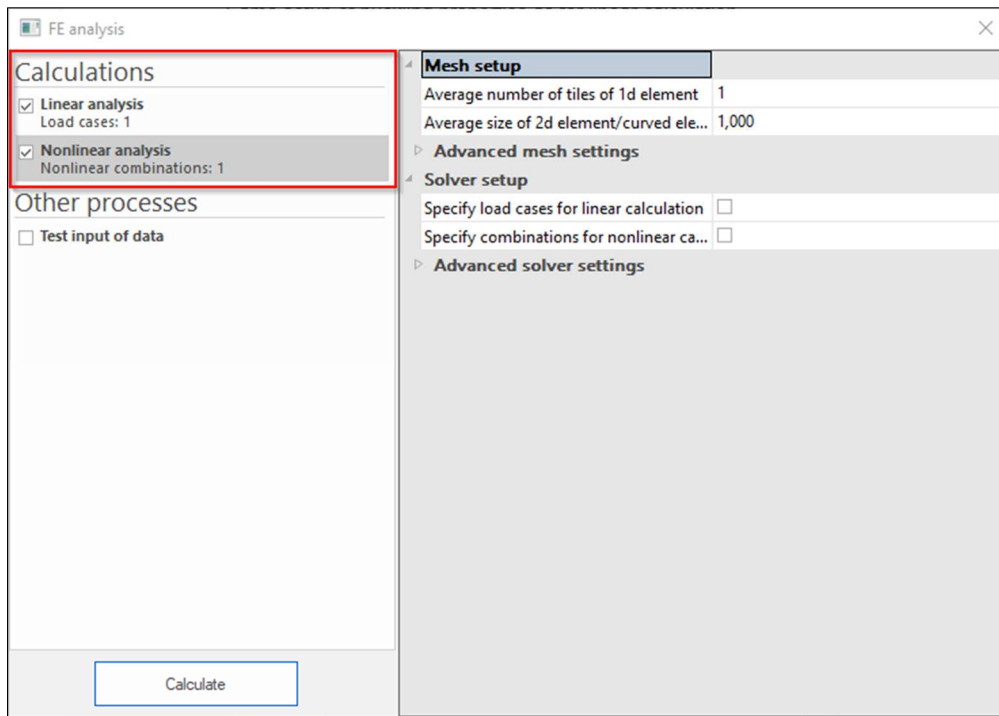 FE analysis
Calculations
Linear analysis
Load cases: 1
Nonlinear analysis
Nonlinear combinations: 1
Other processes
Test input of data
Calculate
Mesh setup
Average number of tiles of 1d element 1
Average size of 2d element/curved ele... 1,000
Advanced mesh settings
Solver setup
Specify load cases for linear calculation
Specify combinations for nonlinear ca...
Advanced solver settings